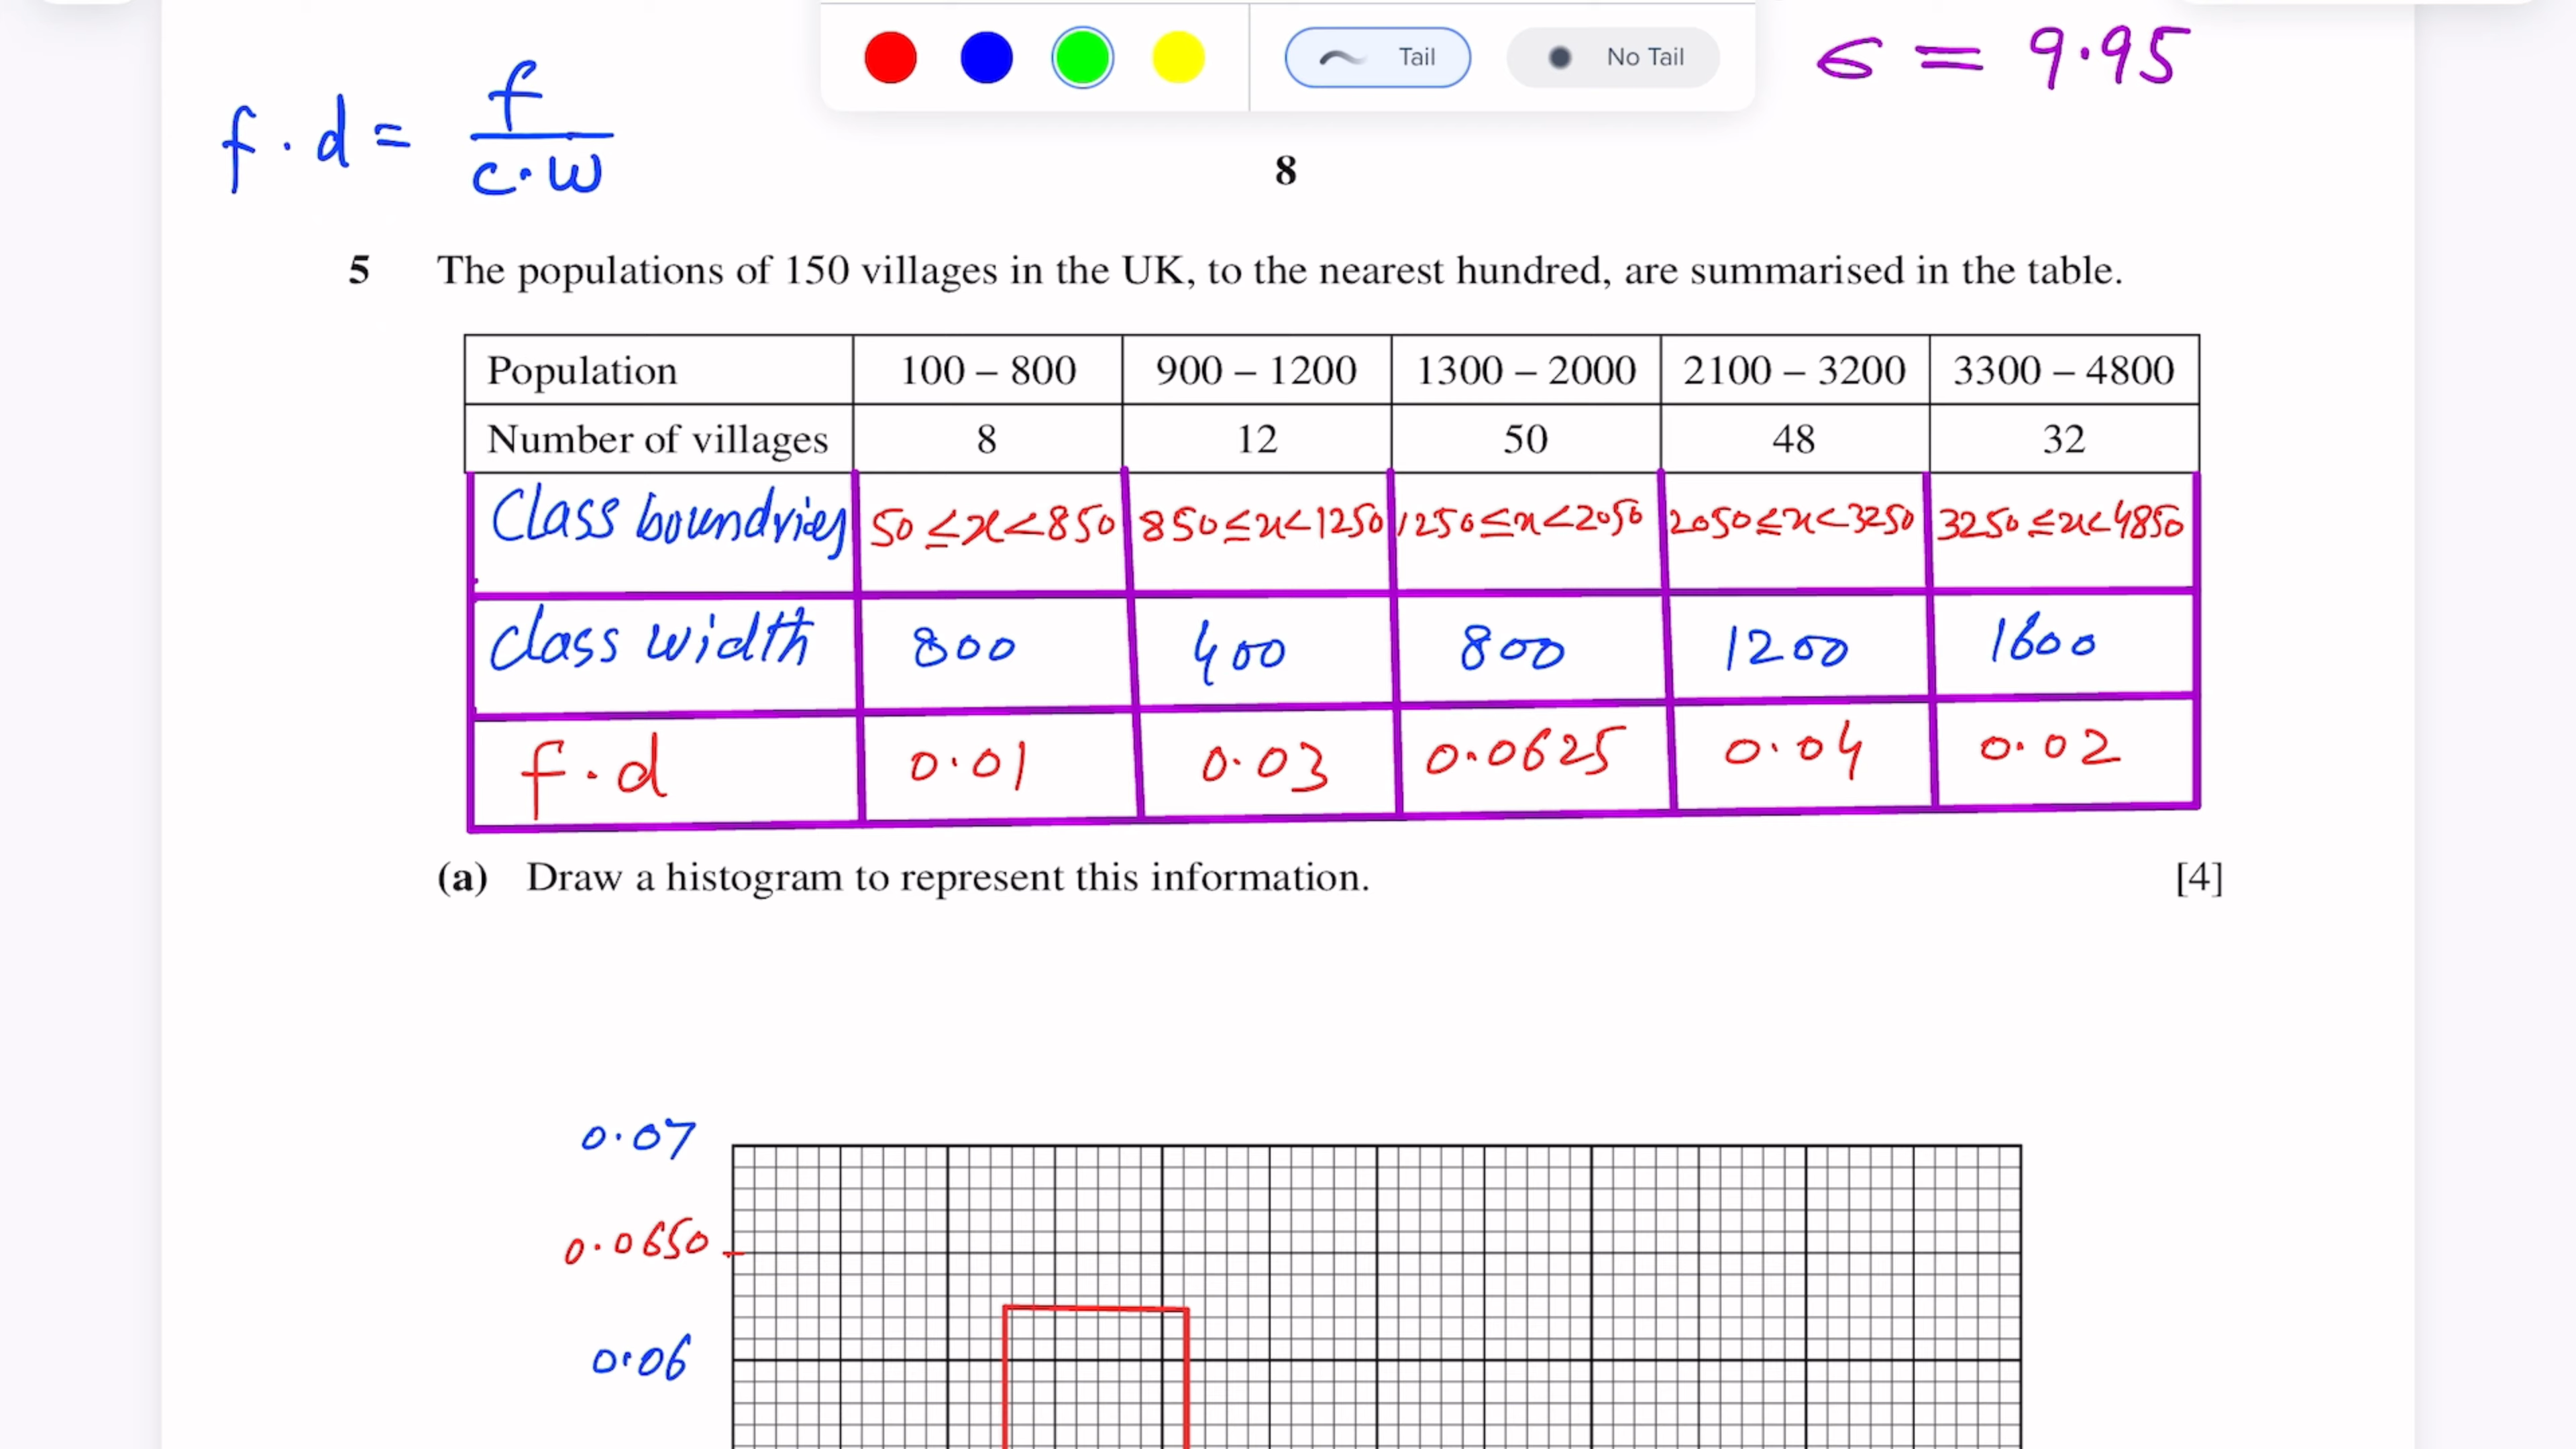 Tail No Tail
σ = 9.95
f.d = f / c.w
8
5 The populations of 150 villages in the UK, to the nearest hundred, are summarised in the table.
Population 100 – 800 900 – 1200 1300 – 2000 2100 – 3200 3300 – 4800
Number of villages 8 12 50 48 32
Class boundries 50 ≤ x < 850 850 ≤ x < 1250 1250 ≤ x < 2050 2050 ≤ x < 3250 3250 ≤ x < 4850
class width 800 400 800 1200 1600
f.d 0.01 0.03 0.0625 0.04 0.02
(a) Draw a histogram to represent this information. [4]
0.07
0.0650
0.06